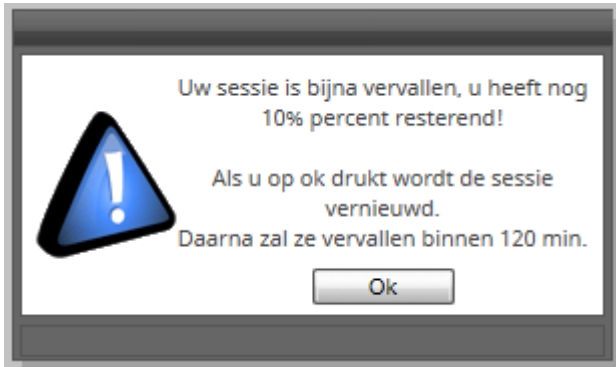 Uw sessie is bijna vervallen, u heeft nog
10% percent resterend!
Als u op ok drukt wordt de sessie
vernieuwd.
Daarna zal ze vervallen binnen 120 min.
Ok